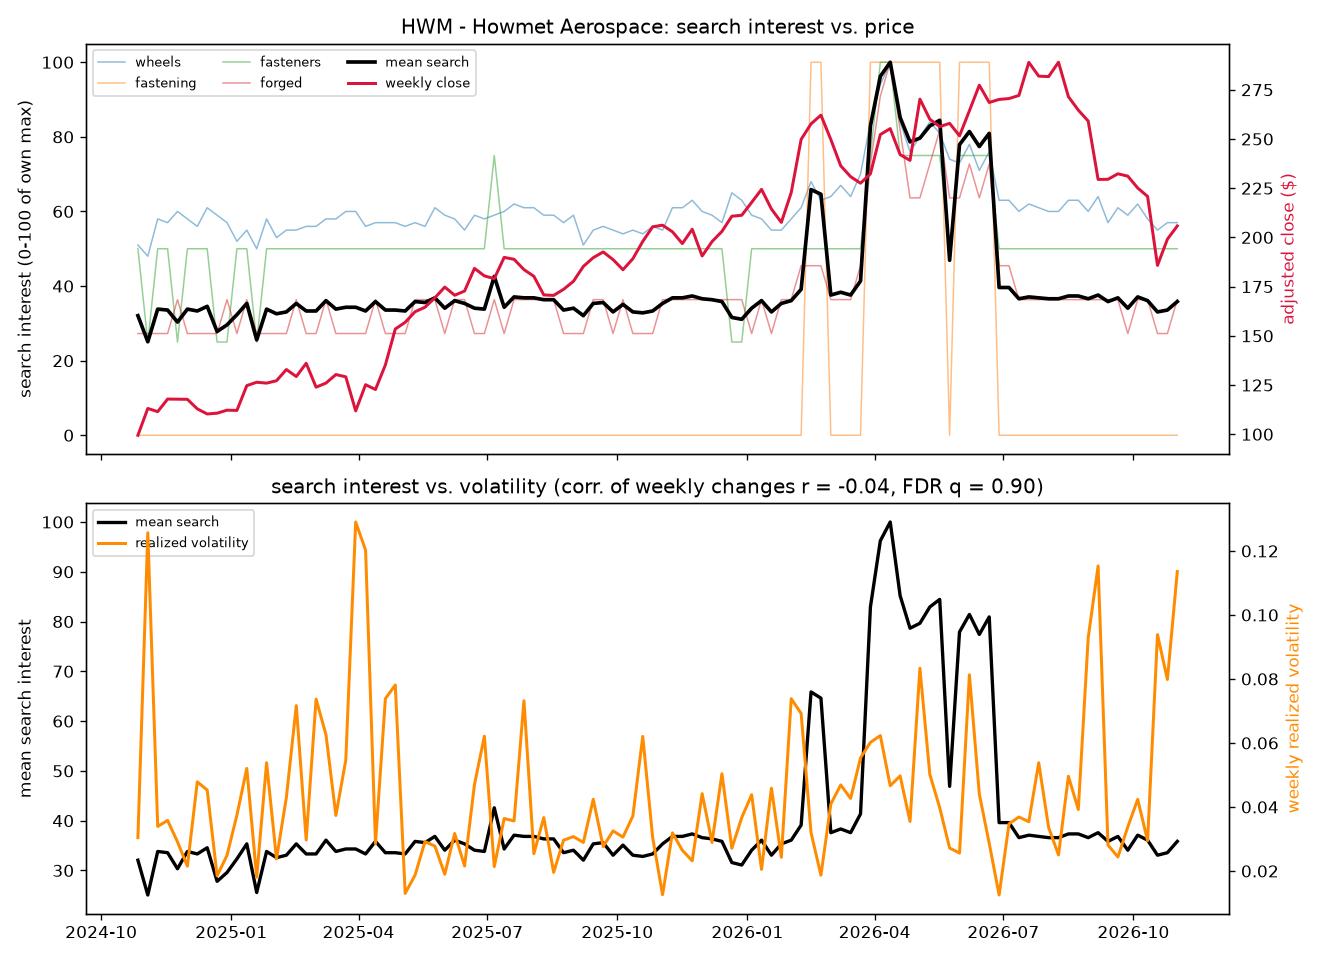 HWM - Howmet Aerospace: search interest vs. price
wheels
fastening
fasteners
forged
mean search
weekly close
100
80
60
40
20
0
search interest (0-100 of own max)
275
250
225
200
175
150
125
100
adjusted close ($)
search interest vs. volatility (corr. of weekly changes r = -0.04, FDR q = 0.90)
mean search
realized volatility
100
90
80
70
60
50
40
30
mean search interest
0.12
0.10
0.08
0.06
0.04
0.02
weekly realized volatility
2024-10
2025-01
2025-04
2025-07
2025-10
2026-01
2026-04
2026-07
2026-10